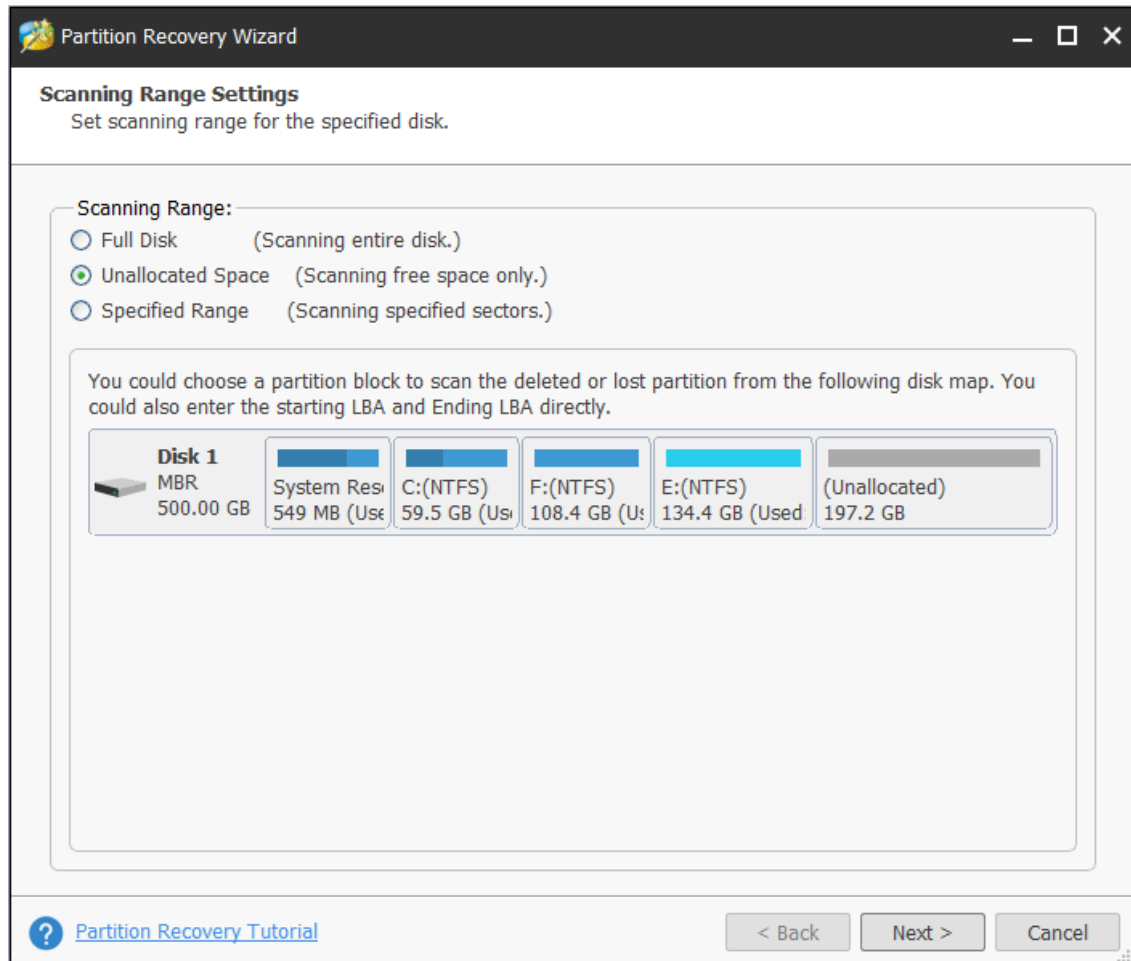 Partition Recovery Wizard
Scanning Range Settings
Set scanning range for the specified disk.
Scanning Range:
Full Disk (Scanning entire disk.)
Unallocated Space (Scanning free space only.)
Specified Range (Scanning specified sectors.)
You could choose a partition block to scan the deleted or lost partition from the following disk map. You
could also enter the starting LBA and Ending LBA directly.
Disk 1
MBR
500.00 GB
System Rese
549 MB (Use
C:(NTFS)
59.5 GB (Use
F:(NTFS)
108.4 GB (Us
E:(NTFS)
134.4 GB (Used:
(Unallocated)
197.2 GB
? Partition Recovery Tutorial
< Back
Next >
Cancel